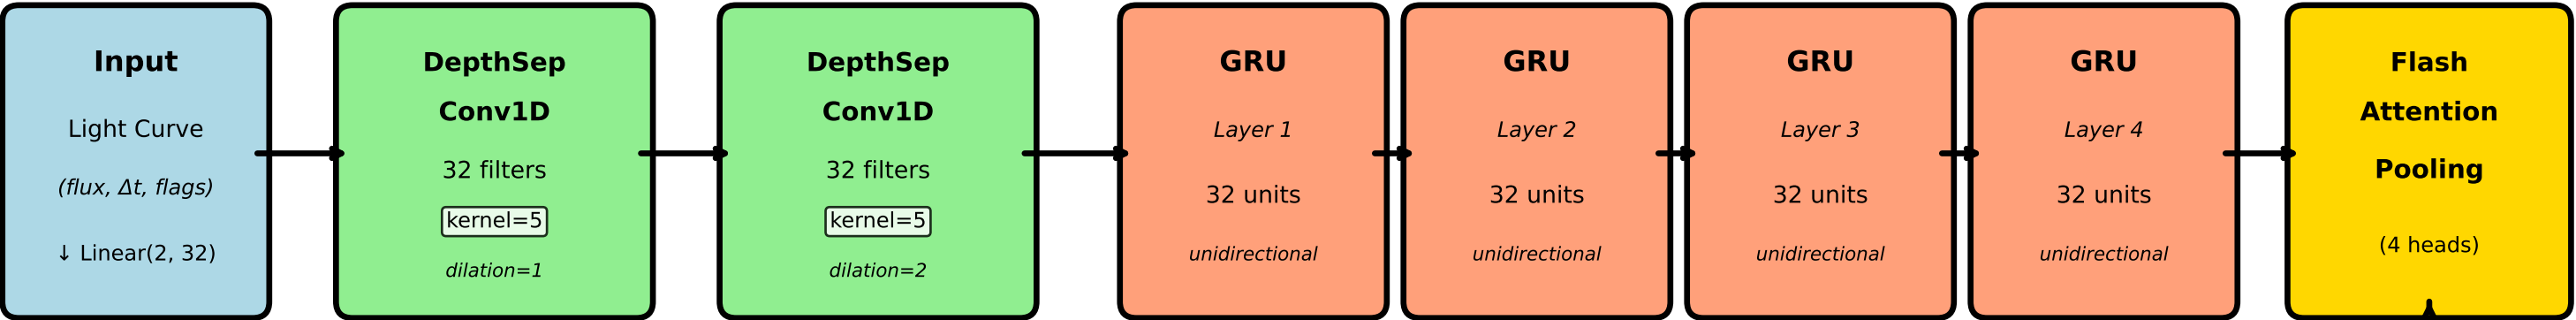 Input
Light Curve
(flux, Δt, flags)
↓ Linear(2, 32)
DepthSep
Conv1D
32 filters
kernel=5
dilation=1
DepthSep
Conv1D
32 filters
kernel=5
dilation=2
GRU
Layer 1
32 units
unidirectional
GRU
Layer 2
32 units
unidirectional
GRU
Layer 3
32 units
unidirectional
GRU
Layer 4
32 units
unidirectional
Flash
Attention
Pooling
(4 heads)